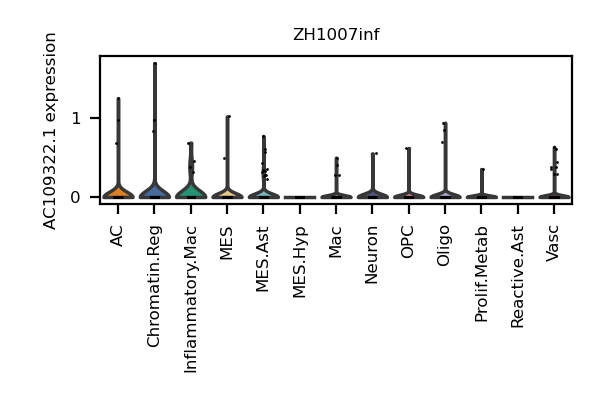 ZH1007inf
AC109322.1 expression
1
0
AC
Chromatin.Reg
Inflammatory.Mac
MES
MES.Ast
MES.Hyp
Mac
Neuron
OPC
Oligo
Prolif.Metab
Reactive.Ast
Vasc